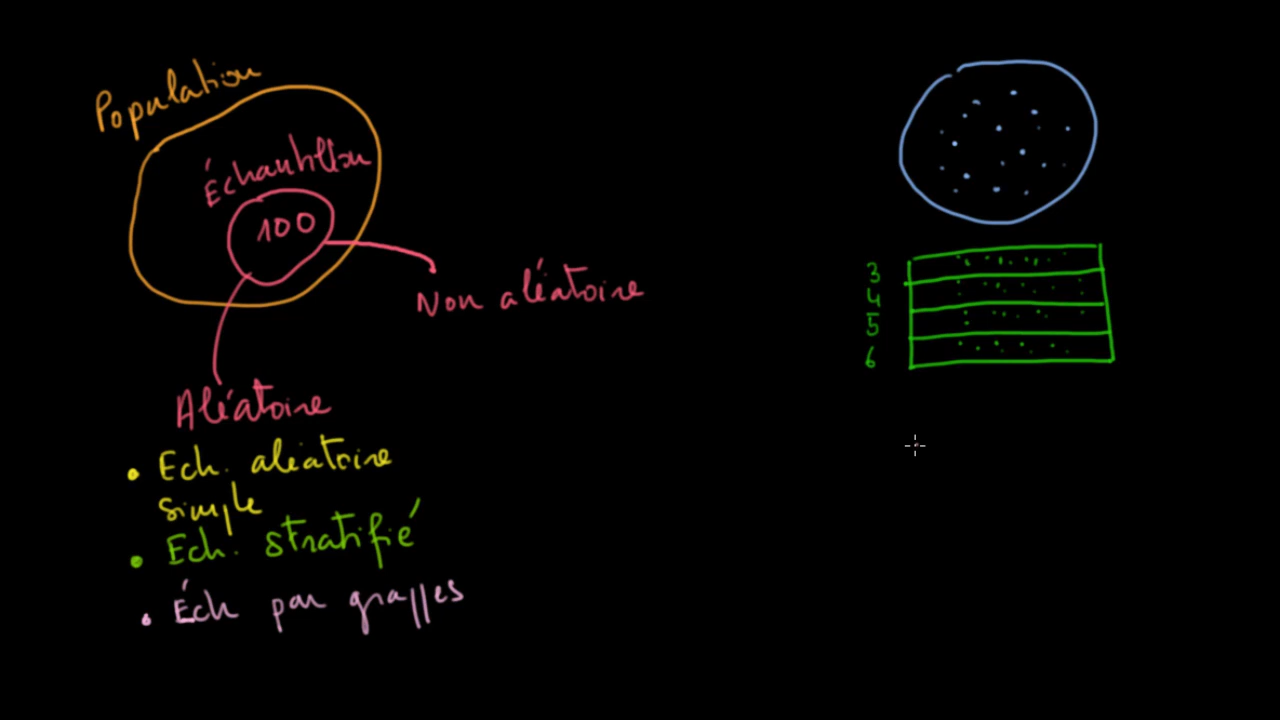 Population
Échantillon
100
Non aléatoire
Aléatoire
• Ech. aléatoire
simple
• Ech. stratifié
• Éch par grappes
3
4
5
6